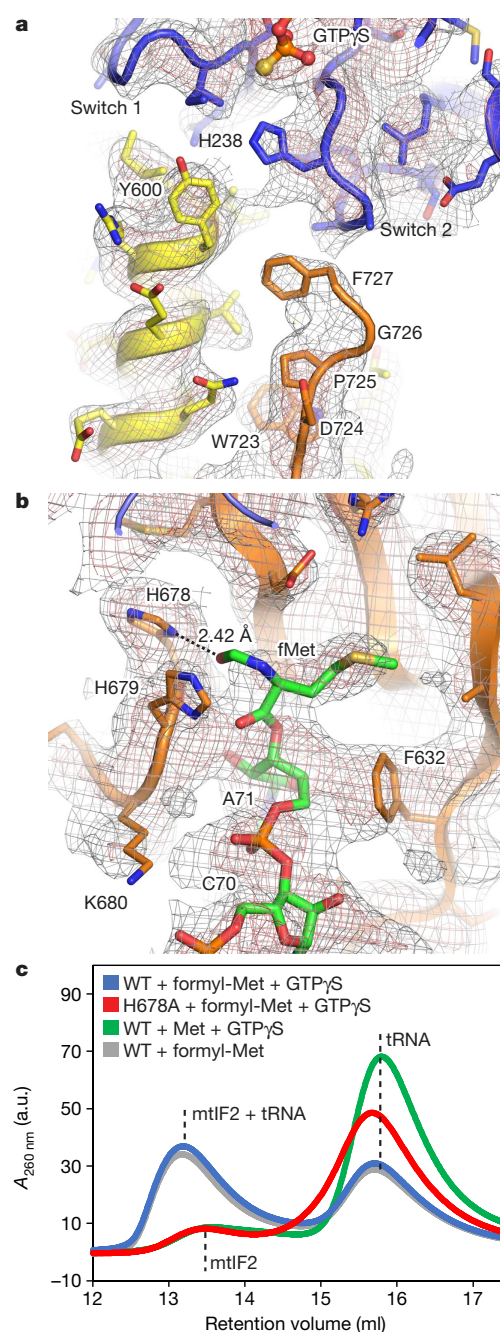 a
GTPγS
Switch 1
H238
Y600
Switch 2
F727
G726
P725
W723
D724
b
H678
2.42 Å
fMet
H679
F632
A71
K680
C70
c
WT + formyl-Met + GTPγS
H678A + formyl-Met + GTPγS
WT + Met + GTPγS
WT + formyl-Met
90
70
50
30
10
−10
A260 nm (a.u.)
tRNA
mtIF2 + tRNA
mtIF2
12 13 14 15 16 17
Retention volume (ml)